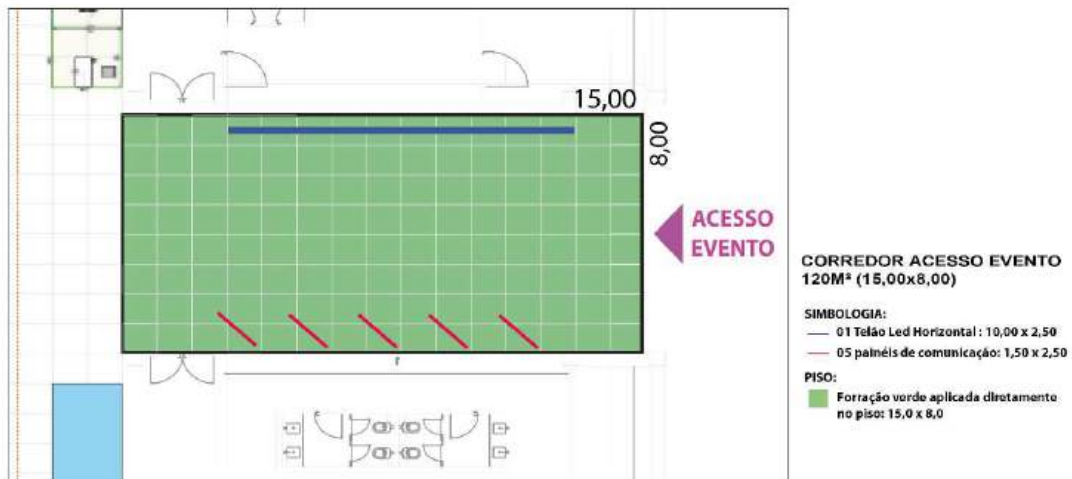 15,00
8,00
ACESSO
EVENTO
CORREDOR ACESSO EVENTO
120M² (15,00x8,00)
SIMBOLOGIA:
01 Telão Led Horizontal : 10,00 x 2,50
05 painéis de comunicação: 1,50 x 2,50
PISO:
Forração verde aplicada diretamente
no piso: 15,0 x 8,0